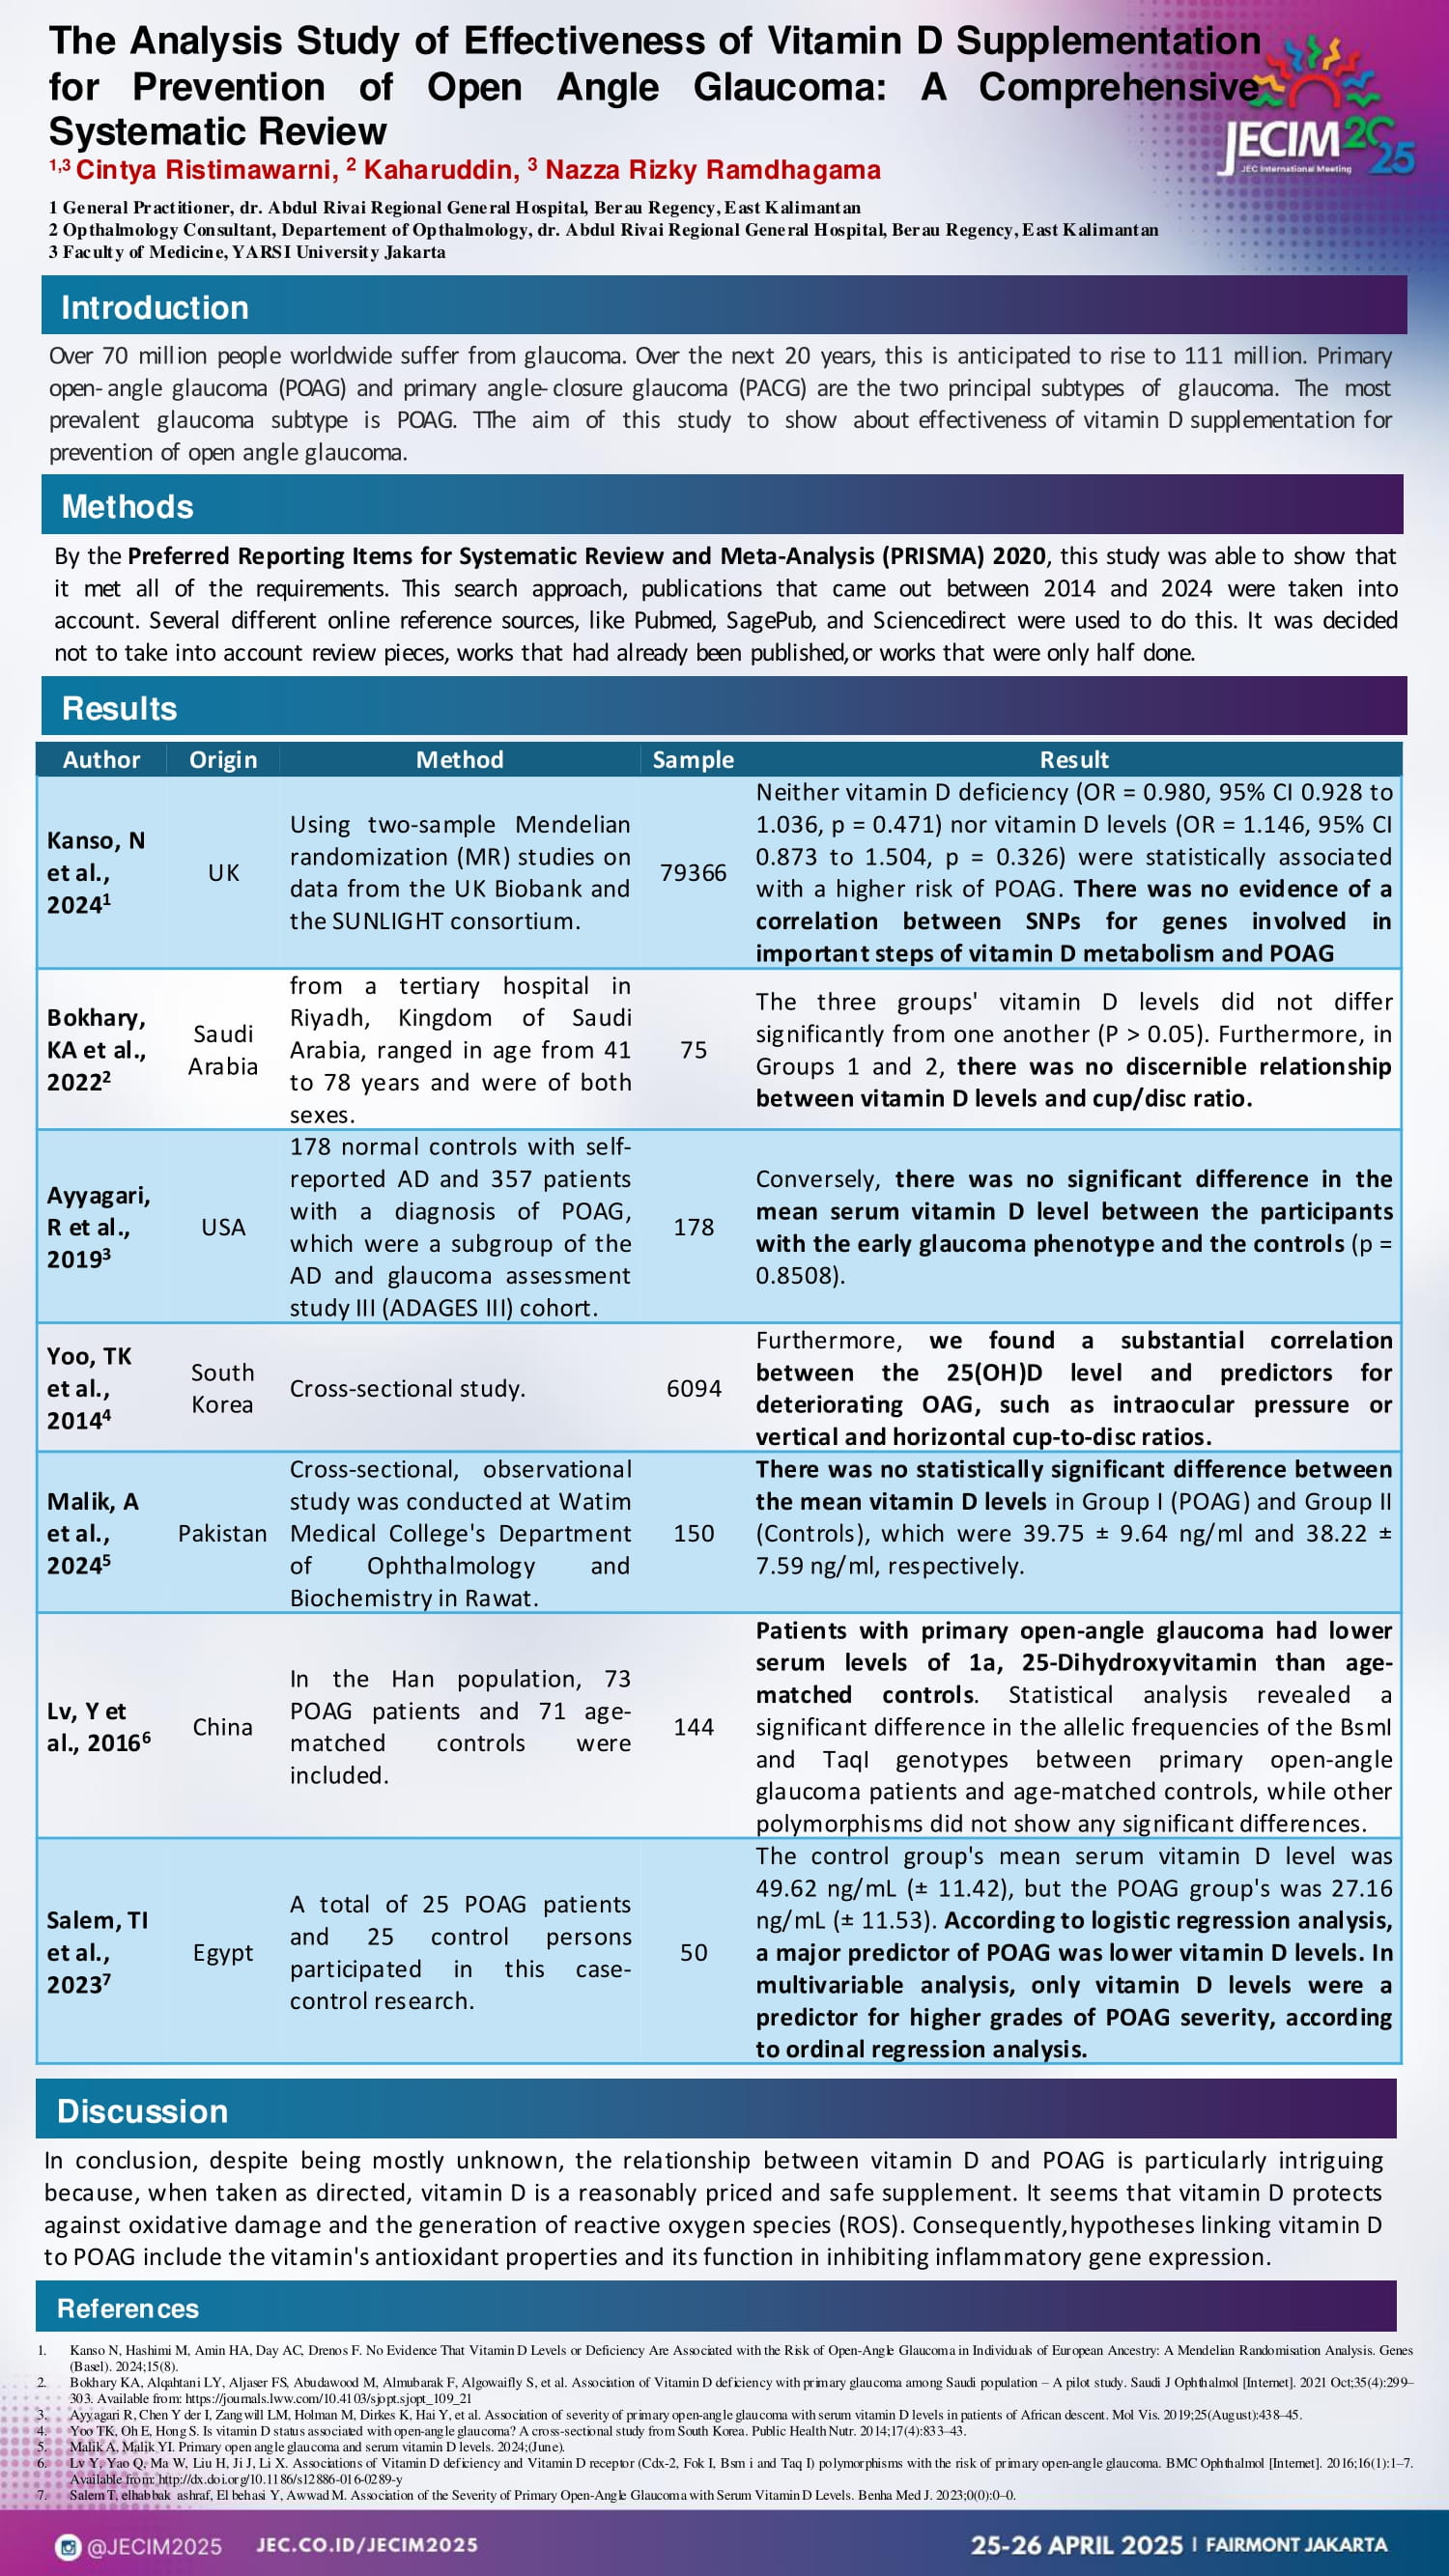 The Analysis Study of Effectiveness of Vitamin D Supplementation
for Prevention of Open Angle Glaucoma: A Comprehensive
Systematic Review
1,3 Cintya Ristimawarni, 2 Kaharuddin, 3 Nazza Rizky Ramdhagama
JECIM 2025
JEC International Meeting
1 General Practitioner, dr. Abdul Rivai Regional General Hospital, Berau Regency, East Kalimantan
2 Opthalmology Consultant, Departement of Opthalmology, dr. Abdul Rivai Regional General Hospital, Berau Regency, East Kalimantan
3 Faculty of Medicine, YARSI University Jakarta
Introduction
Over 70 million people worldwide suffer from glaucoma. Over the next 20 years, this is anticipated to rise to 111 million. Primary
open-angle glaucoma (POAG) and primary angle-closure glaucoma (PACG) are the two principal subtypes of glaucoma. The most
prevalent glaucoma subtype is POAG. TThe aim of this study to show about effectiveness of vitamin D supplementation for
prevention of open angle glaucoma.
Methods
By the Preferred Reporting Items for Systematic Review and Meta-Analysis (PRISMA) 2020, this study was able to show that
it met all of the requirements. This search approach, publications that came out between 2014 and 2024 were taken into
account. Several different online reference sources, like Pubmed, SagePub, and Sciencedirect were used to do this. It was decided
not to take into account review pieces, works that had already been published, or works that were only half done.
Results
Author Origin Method Sample Result
Kanso, N
et al.,
2024¹
UK
Using two-sample Mendelian
randomization (MR) studies on
data from the UK Biobank and
the SUNLIGHT consortium.
79366
Neither vitamin D deficiency (OR = 0.980, 95% CI 0.928 to
1.036, p = 0.471) nor vitamin D levels (OR = 1.146, 95% CI
0.873 to 1.504, p = 0.326) were statistically associated
with a higher risk of POAG. There was no evidence of a
correlation between SNPs for genes involved in
important steps of vitamin D metabolism and POAG
Bokhary,
KA et al.,
2022²
Saudi
Arabia
from a tertiary hospital in
Riyadh, Kingdom of Saudi
Arabia, ranged in age from 41
to 78 years and were of both
sexes.
75
The three groups' vitamin D levels did not differ
significantly from one another (P > 0.05). Furthermore, in
Groups 1 and 2, there was no discernible relationship
between vitamin D levels and cup/disc ratio.
Ayyagari,
R et al.,
2019³
USA
178 normal controls with self-
reported AD and 357 patients
with a diagnosis of POAG,
which were a subgroup of the
AD and glaucoma assessment
study III (ADAGES III) cohort.
178
Conversely, there was no significant difference in the
mean serum vitamin D level between the participants
with the early glaucoma phenotype and the controls (p =
0.8508).
Yoo, TK
et al.,
2014⁴
South
Korea
Cross-sectional study.
6094
Furthermore, we found a substantial correlation
between the 25(OH)D level and predictors for
deteriorating OAG, such as intraocular pressure or
vertical and horizontal cup-to-disc ratios.
Malik, A
et al.,
2024⁵
Pakistan
Cross-sectional, observational
study was conducted at Watim
Medical College's Department
of Ophthalmology and
Biochemistry in Rawat.
150
There was no statistically significant difference between
the mean vitamin D levels in Group I (POAG) and Group II
(Controls), which were 39.75 ± 9.64 ng/ml and 38.22 ±
7.59 ng/ml, respectively.
Lv, Y et
al., 2016⁶
China
In the Han population, 73
POAG patients and 71 age-
matched controls were
included.
144
Patients with primary open-angle glaucoma had lower
serum levels of 1a, 25-Dihydroxyvitamin than age-
matched controls. Statistical analysis revealed a
significant difference in the allelic frequencies of the BsmI
and TaqI genotypes between primary open-angle
glaucoma patients and age-matched controls, while other
polymorphisms did not show any significant differences.
Salem, TI
et al.,
2023⁷
Egypt
A total of 25 POAG patients
and 25 control persons
participated in this case-
control research.
50
The control group's mean serum vitamin D level was
49.62 ng/mL (± 11.42), but the POAG group's was 27.16
ng/mL (± 11.53). According to logistic regression analysis,
a major predictor of POAG was lower vitamin D levels. In
multivariable analysis, only vitamin D levels were a
predictor for higher grades of POAG severity, according
to ordinal regression analysis.
Discussion
In conclusion, despite being mostly unknown, the relationship between vitamin D and POAG is particularly intriguing
because, when taken as directed, vitamin D is a reasonably priced and safe supplement. It seems that vitamin D protects
against oxidative damage and the generation of reactive oxygen species (ROS). Consequently, hypotheses linking vitamin D
to POAG include the vitamin's antioxidant properties and its function in inhibiting inflammatory gene expression.
References
1. Kanso N, Hashimi M, Amin HA, Day AC, Drenos F. No Evidence That Vitamin D Levels or Deficiency Are Associated with the Risk of Open-Angle Glaucoma in Individuals of European Ancestry: A Mendelian Randomisation Analysis. Genes
(Basel). 2024;15(8).
2. Bokhary KA, Alqahtani LY, Aljaser FS, Abudawood M, Almubarak F, Algowaifly S, et al. Association of Vitamin D deficiency with primary glaucoma among Saudi population – A pilot study. Saudi J Ophthalmol [Internet]. 2021 Oct;35(4):299–
303. Available from: https://journals.lww.com/10.4103/sjopt.sjopt_109_21
3. Ayyagari R, Chen Y der I, Zangwill LM, Holman M, Dirkes K, Hai Y, et al. Association of severity of primary open-angle glaucoma with serum vitamin D levels in patients of African descent. Mol Vis. 2019;25(August):438–45.
4. Yoo TK, Oh E, Hong S. Is vitamin D status associated with open-angle glaucoma? A cross-sectional study from South Korea. Public Health Nutr. 2014;17(4):833–43.
5. Malik A, Malik YI. Primary open angle glaucoma and serum vitamin D levels. 2024;(June).
6. Lv Y, Yao Q, Ma W, Liu H, Ji J, Li X. Associations of Vitamin D deficiency and Vitamin D receptor (Cdx-2, Fok I, Bsm i and Taq I) polymorphisms with the risk of primary open-angle glaucoma. BMC Ophthalmol [Internet]. 2016;16(1):1–7.
Available from: http://dx.doi.org/10.1186/s12886-016-0289-y
7. Salem T, elhabbak ashraf, El behasi Y, Awwad M. Association of the Severity of Primary Open-Angle Glaucoma with Serum Vitamin D Levels. Benha Med J. 2023;0(0):0–0.
@JECIM2025 JEC.CO.ID/JECIM2025 25-26 APRIL 2025 | FAIRMONT JAKARTA